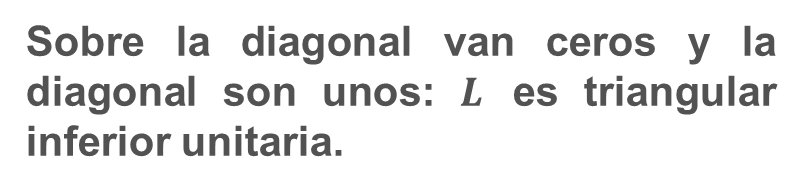 Sobre la diagonal van ceros y la
diagonal son unos: L es triangular
inferior unitaria.